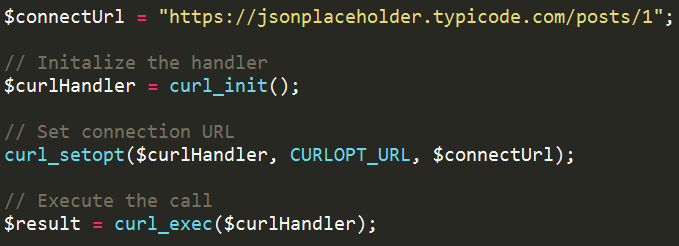 $connectUrl = "https://jsonplaceholder.typicode.com/posts/1";
// Initalize the handler
$curlHandler = curl_init();
// Set connection URL
curl_setopt($curlHandler, CURLOPT_URL, $connectUrl);
// Execute the call
$result = curl_exec($curlHandler);